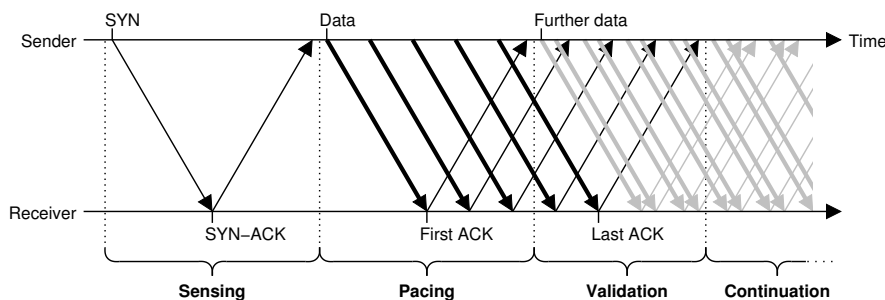 SYN Data Further data
Sender Time
Receiver
SYN–ACK First ACK Last ACK
Sensing Pacing Validation Continuation